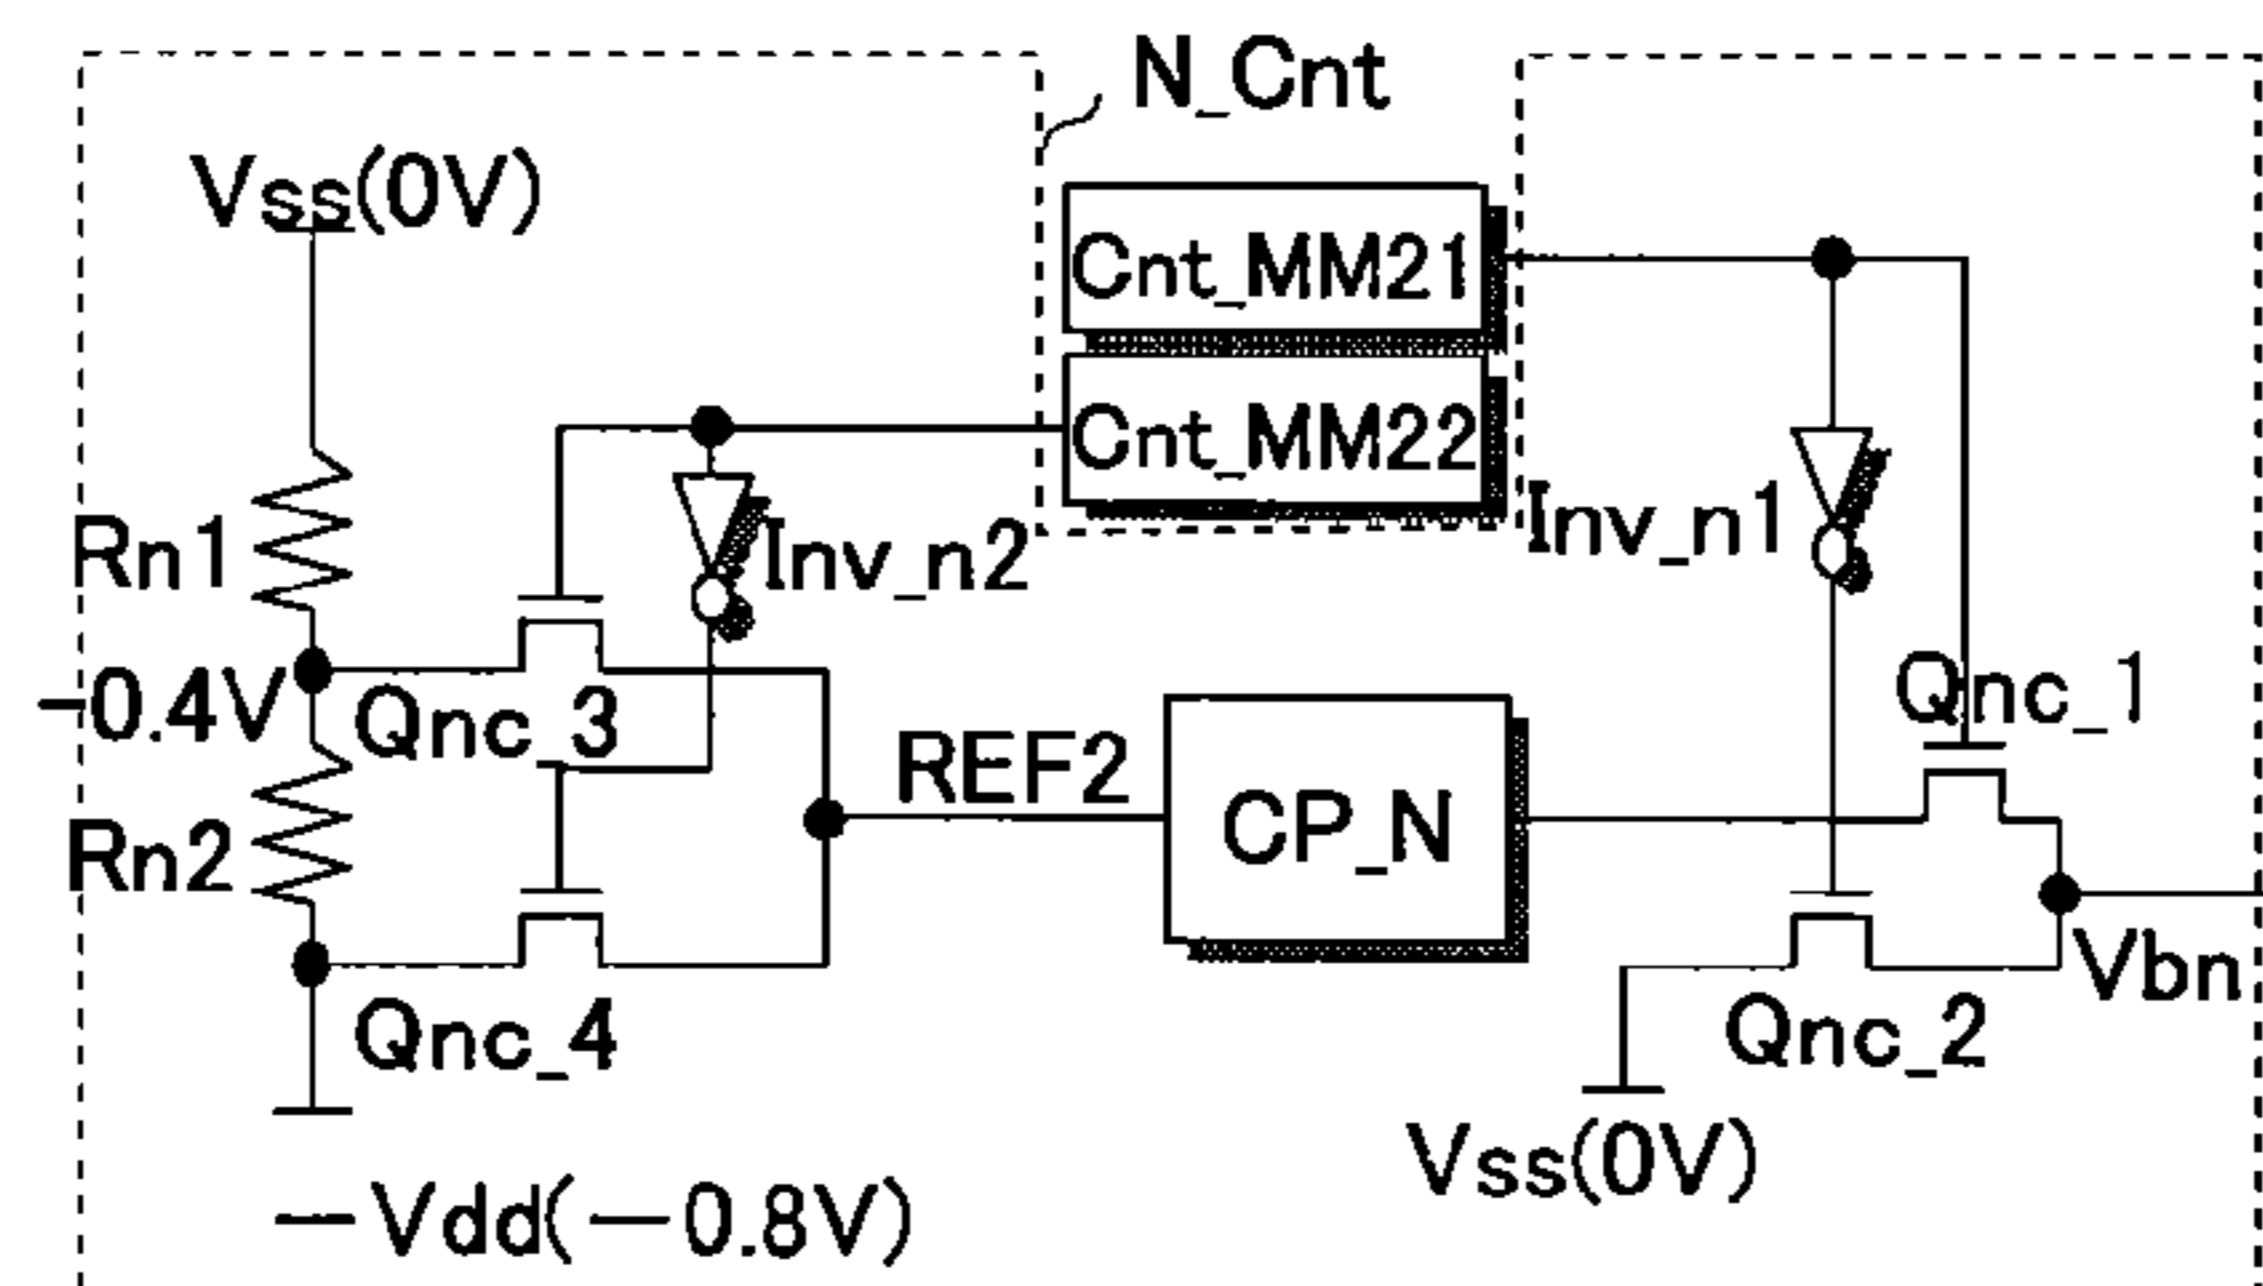 N_Cnt
Vss(0V)
Cnt_MM21
Cnt_MM22
Rn1
Inv_n2
Inv_n1
-0.4V
Qnc_3
Qnc_1
REF2
CP_N
Rn2
Vbn
Qnc_4
Qnc_2
Vss(0V)
-Vdd(-0.8V)